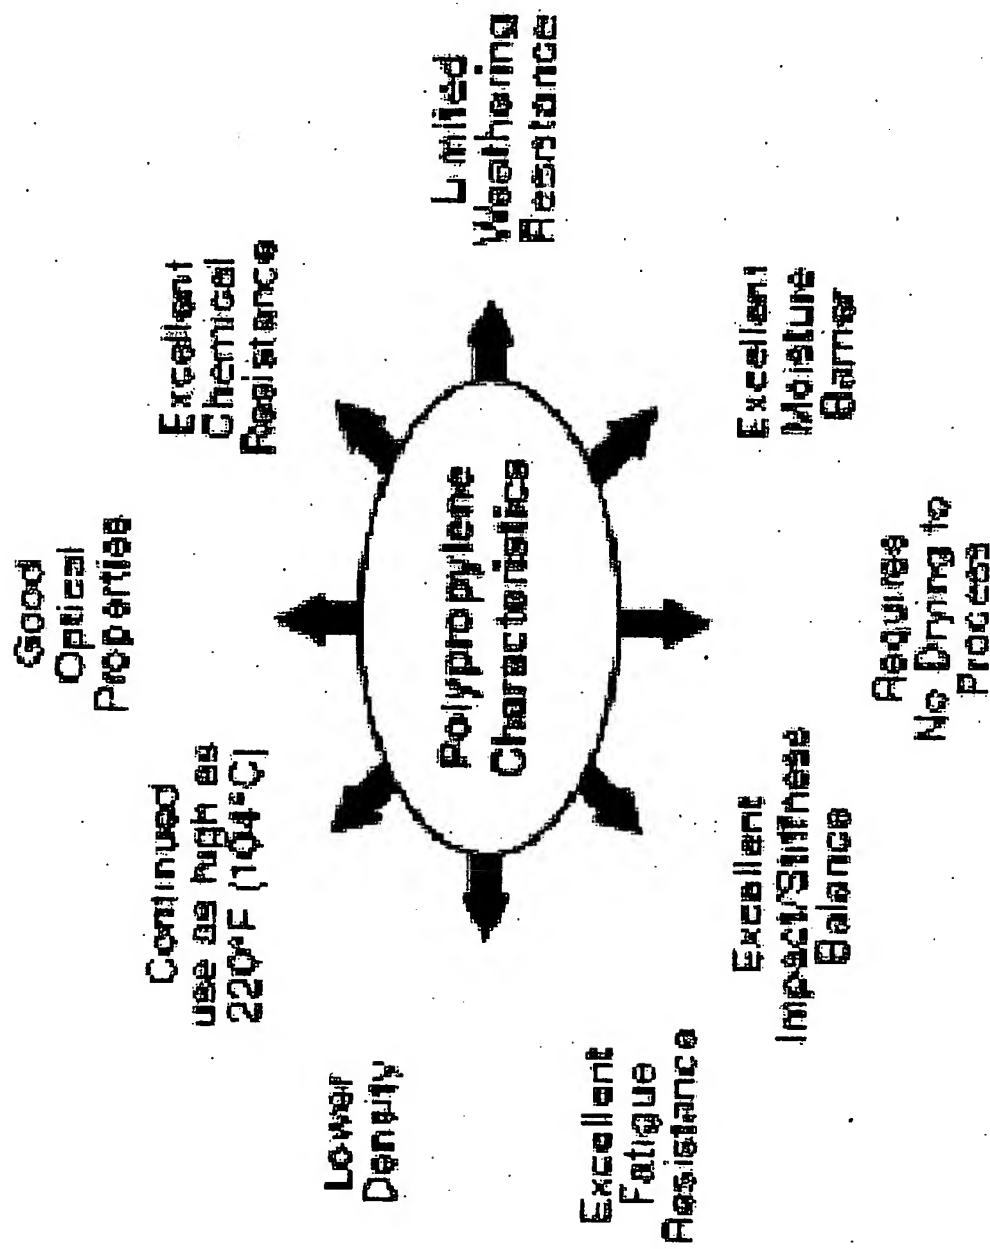 Good
Optical
Properties
Continued
use as high as
220°F (104°C)
Excellent
Chemical
Resistance
Lower
Density
Polypropylene
Characteristics
Limited
Weathering
Resistance
Excellent
Fatigue
Resistance
Excellent
Impact/Stiffness
Balance
Excellent
Moisture
Barrier
Requires
No Drying to
Process